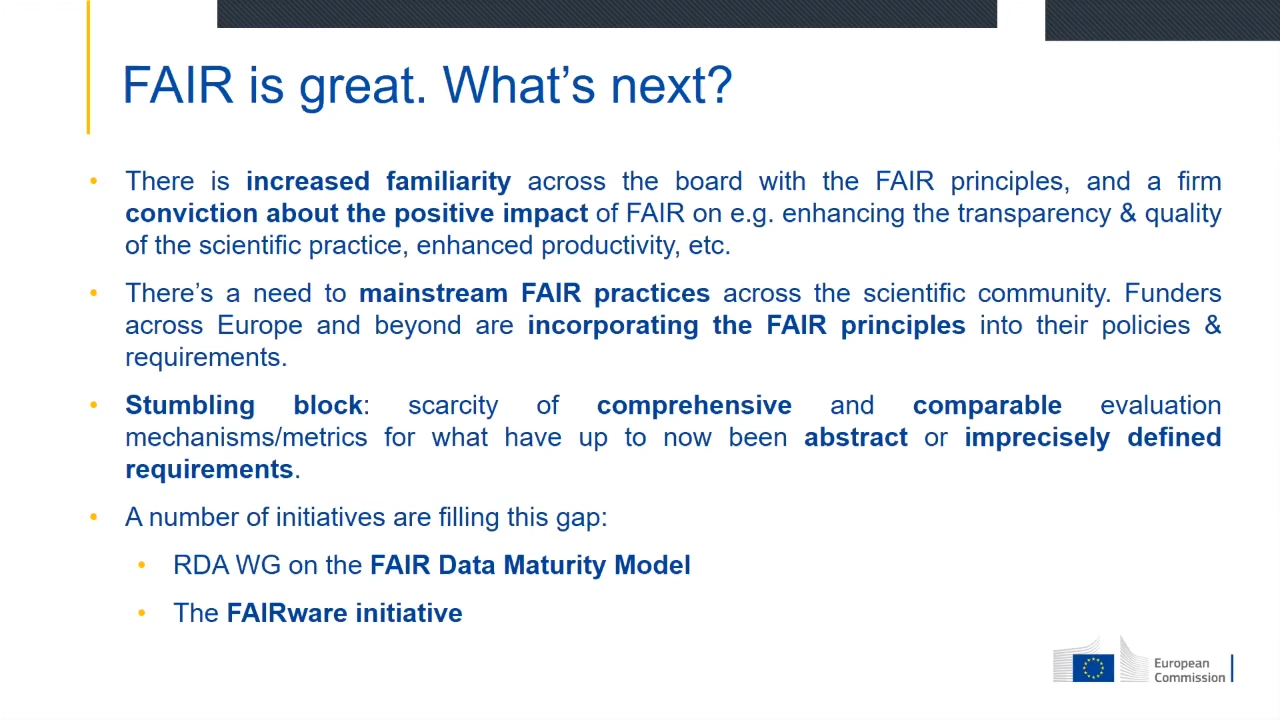 FAIR is great. What’s next?
• There is increased familiarity across the board with the FAIR principles, and a firm
conviction about the positive impact of FAIR on e.g. enhancing the transparency & quality
of the scientific practice, enhanced productivity, etc.
• There’s a need to mainstream FAIR practices across the scientific community. Funders
across Europe and beyond are incorporating the FAIR principles into their policies &
requirements.
• Stumbling block: scarcity of comprehensive and comparable evaluation
mechanisms/metrics for what have up to now been abstract or imprecisely defined
requirements.
• A number of initiatives are filling this gap:
• RDA WG on the FAIR Data Maturity Model
• The FAIRware initiative
European
Commission